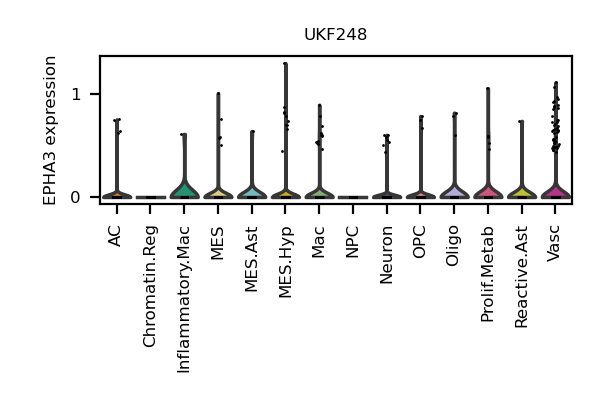 UKF248
EPHA3 expression
1
0
AC
Chromatin.Reg
Inflammatory.Mac
MES
MES.Ast
MES.Hyp
Mac
NPC
Neuron
OPC
Oligo
Prolif.Metab
Reactive.Ast
Vasc